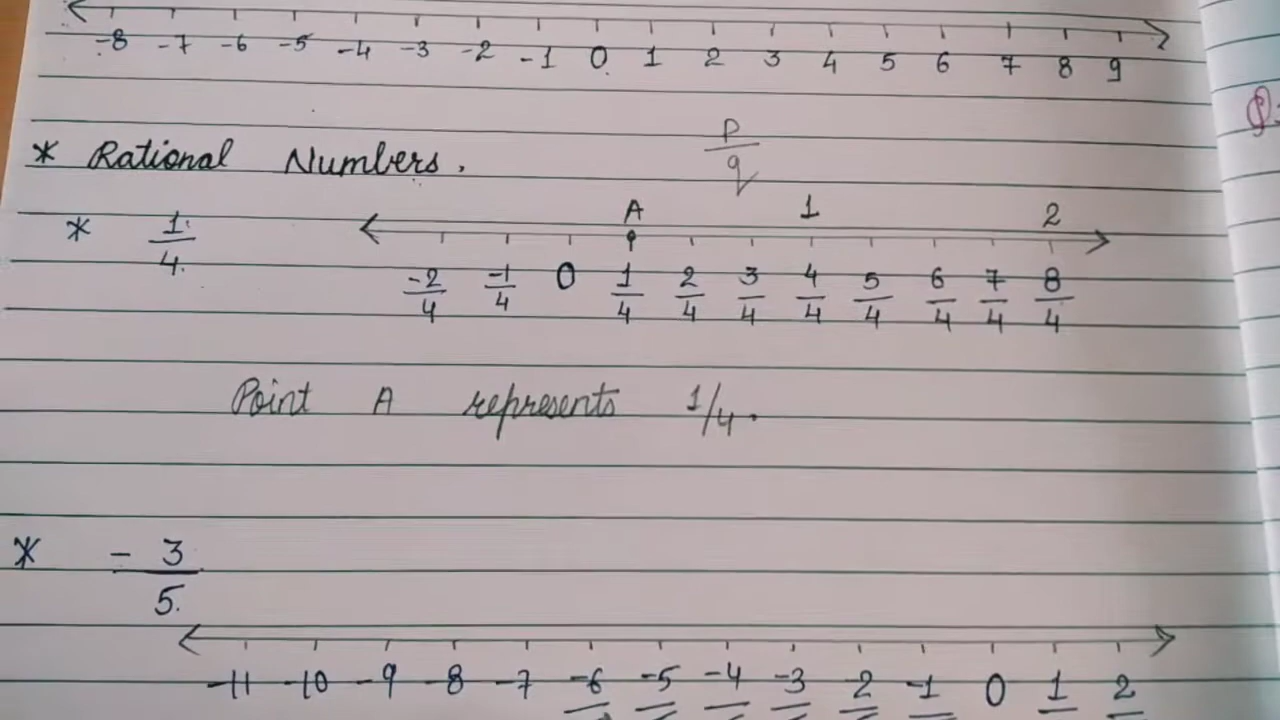 -8 -7 -6 -5 -4 -3 -2 -1 0 1 2 3 4 5 6 7 8 9
* Rational Numbers. p/q
A 1 2
* 1/4 -2/4 -1/4 0 1/4 2/4 3/4 4/4 5/4 6/4 7/4 8/4
Point A represents 1/4.
* -3/5
-11 -10 -9 -8 -7 -6 -5 -4 -3 -2 -1 0 1 2